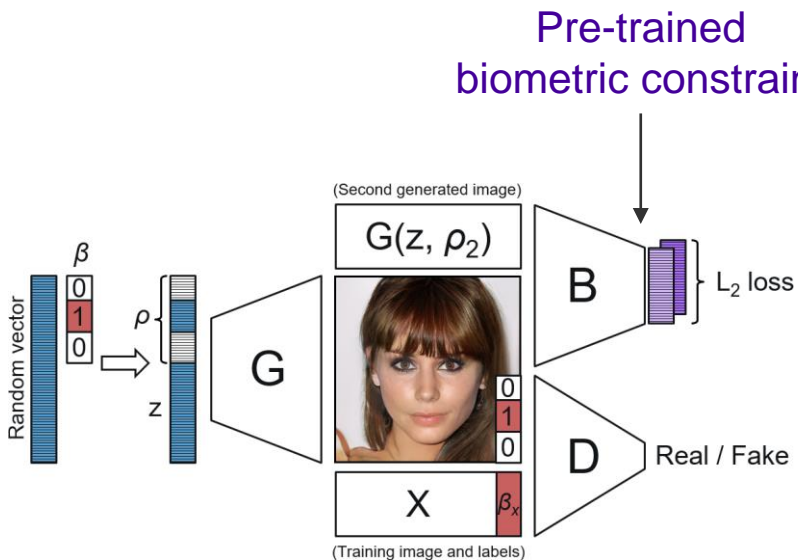 Pre-trained
biometric constrain
(Second generated image)
G(z, ρ₂)
β
0
1
0
Random vector
ρ
z
G
B
L₂ loss
0
1
0
D
Real / Fake
X
βₓ
(Training image and labels)